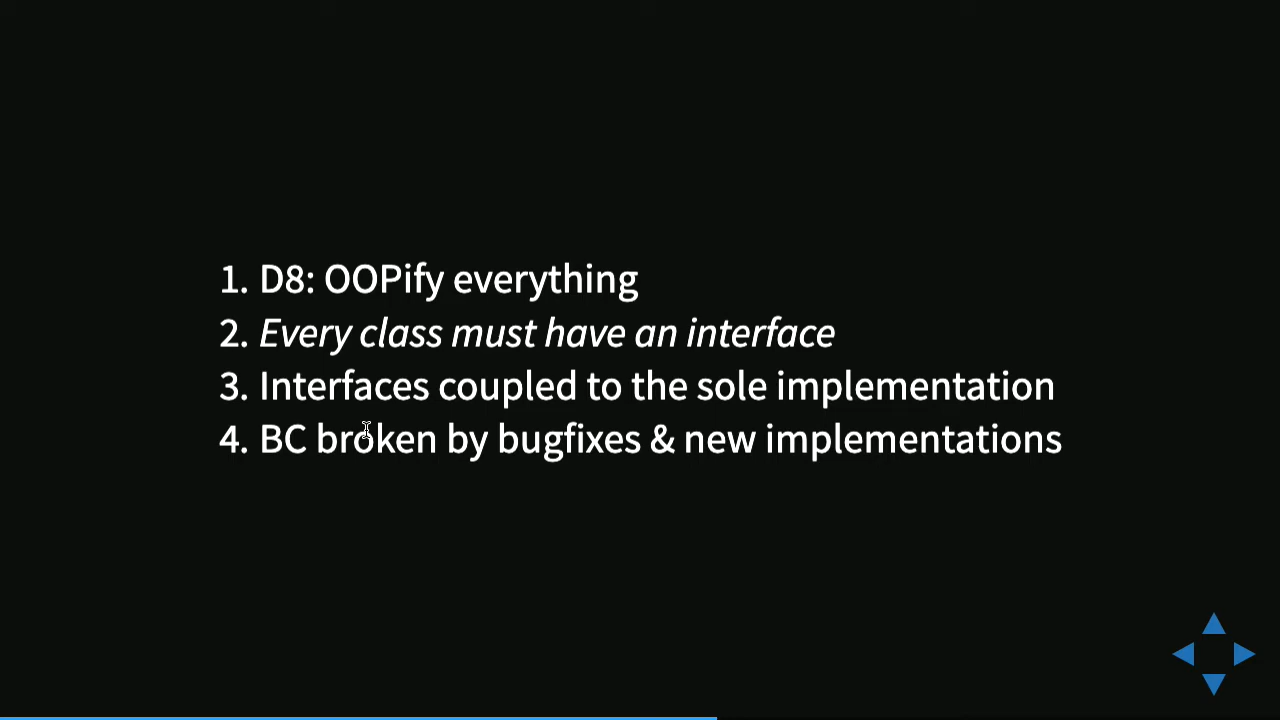 1. D8: OOPify everything
2. Every class must have an interface
3. Interfaces coupled to the sole implementation
4. BC broken by bugfixes & new implementations